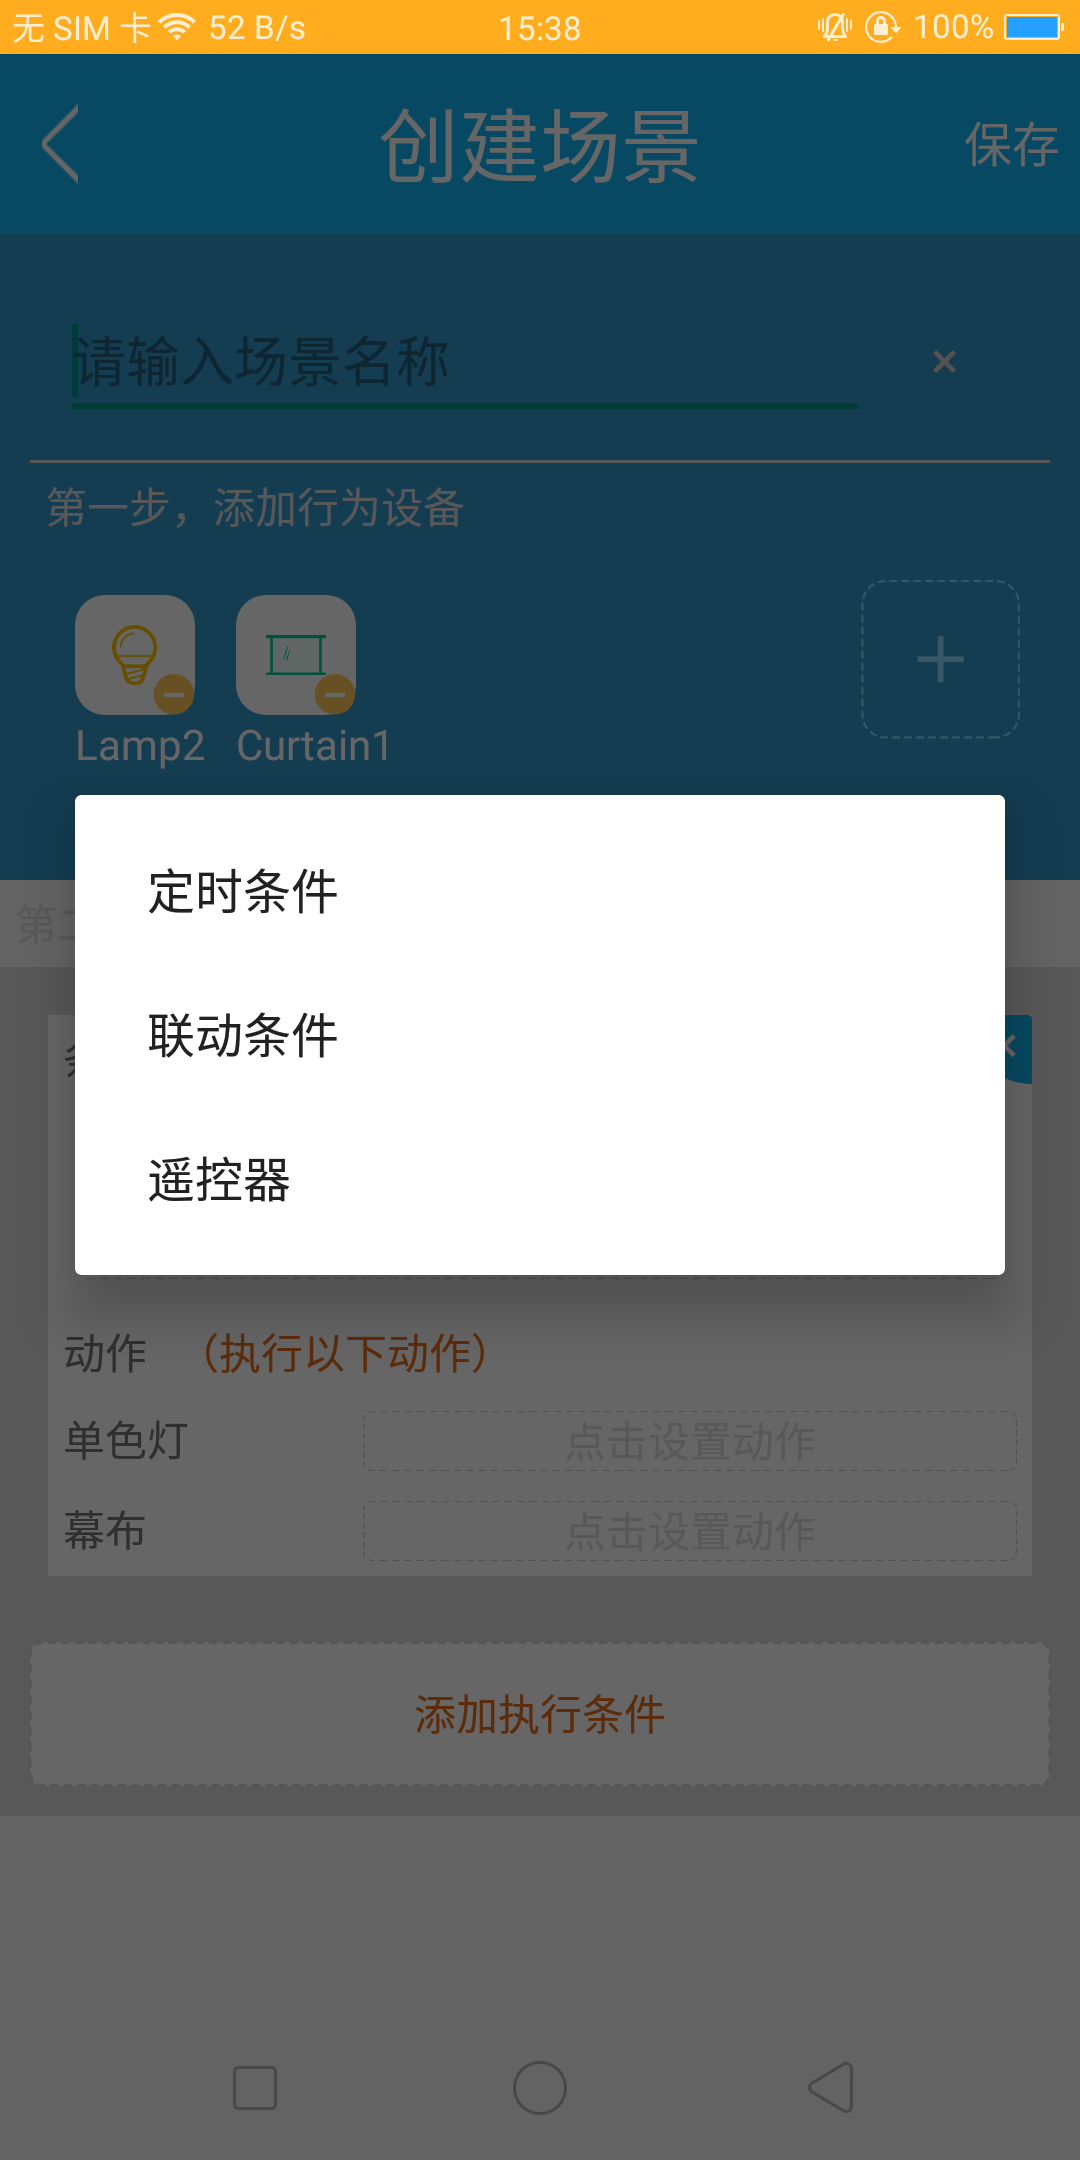 无 SIM 卡 52 B/s 15:38 100%
创建场景
保存
请输入场景名称
第一步，添加行为设备
Lamp2 Curtain1
定时条件
联动条件
遥控器
动作 （执行以下动作）
单色灯 点击设置动作
幕布 点击设置动作
添加执行条件